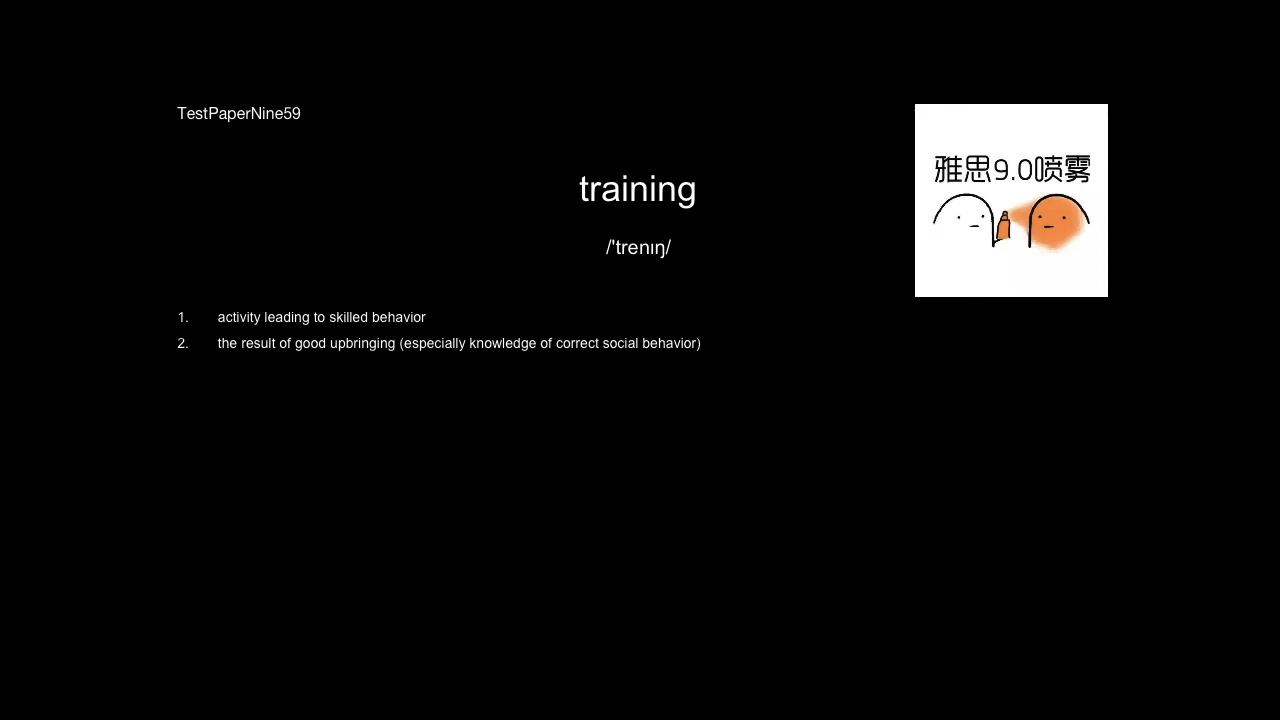 TestPaperNine59
雅思9.0喷雾
training
/'trenɪŋ/
1. activity leading to skilled behavior
2. the result of good upbringing (especially knowledge of correct social behavior)